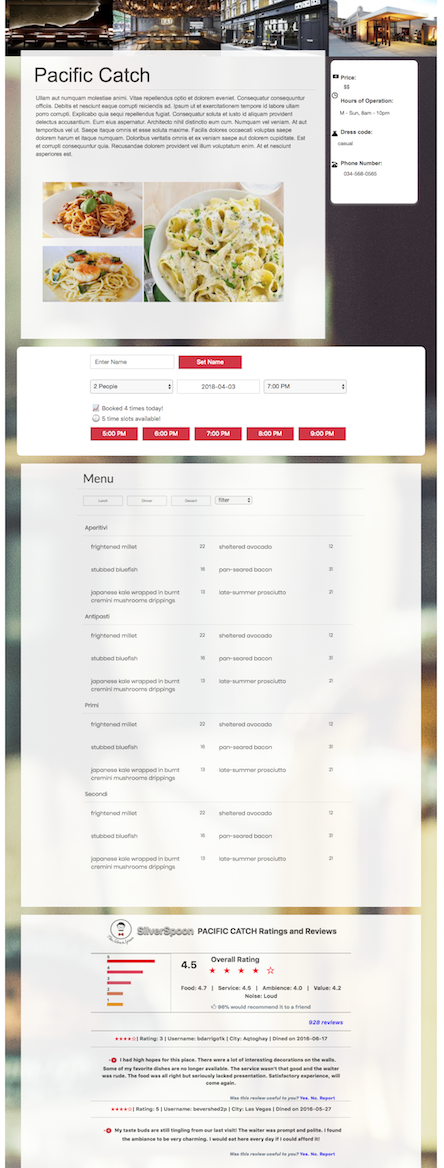 Pacific Catch
Ullam aut numquam molestiae animi. Vitae repellendus optio et dolorem eveniet. Consequatur consequuntur
officiis. Debitis et nesciunt eaque corrupti reiciendis ad. Ipsum ut et exercitationem tempore id labore ullam
porro corrupti. Explicabo quis sequi repellendus fugiat. Consequatur soluta et iusto id aliquam provident
delectus accusantium. Eum eius aspernatur. Architecto nihil distinctio eum cum. Numquam vel veniam. At aut
temporibus vel ut. Saepe itaque omnis et esse soluta maxime. Facilis dolores occaecati voluptas saepe
dolorem harum et itaque numquam. Doloribus veritatis omnis et ex veniam saepe aut dolorem cupiditate. Est
et corrupti consequuntur quia. Recusandae dolorem provident vel illum voluptatum enim. At et nesciunt
asperiores est.
Price:
$$
Hours of Operation:
M - Sun, 8am - 10pm
Dress code:
casual
Phone Number:
034-568-0565
Enter Name
Set Name
2 People
2018-04-03
7:00 PM
Booked 4 times today!
5 time slots available!
5:00 PM 6:00 PM 7:00 PM 8:00 PM 9:00 PM
Menu
Lunch Dinner Dessert filter
Aperitivi
frightened millet 22 sheltered avocado 12
stubbed bluefish 16 pan-seared bacon 31
japanese kale wrapped in burnt 13 late-summer prosciutto 21
cremini mushrooms drippings
Antipasti
frightened millet 22 sheltered avocado 12
stubbed bluefish 16 pan-seared bacon 31
japanese kale wrapped in burnt 13 late-summer prosciutto 21
cremini mushrooms drippings
Primi
frightened millet 22 sheltered avocado 12
stubbed bluefish 16 pan-seared bacon 31
japanese kale wrapped in burnt 13 late-summer prosciutto 21
cremini mushrooms drippings
Secondi
frightened millet 22 sheltered avocado 12
stubbed bluefish 16 pan-seared bacon 31
japanese kale wrapped in burnt 13 late-summer prosciutto 21
cremini mushrooms drippings
SilverSpoon PACIFIC CATCH Ratings and Reviews
5
4
3
2
1
Overall Rating
4.5
Food: 4.7 | Service: 4.5 | Ambience: 4.0 | Value: 4.2
Noise: Loud
96% would recommend it to a friend
928 reviews
| Rating: 3 | Username: bdarrigo1k | City: Aqtoghay | Dined on 2016-06-17
I had high hopes for this place. There were a lot of interesting decorations on the walls.
Some of my favorite dishes are no longer available. The service wasn't that good and the waiter
was rude. The food was all right but seriously lacked presentation. Satisfactory experience, will
come again.
Was this review useful to you? Yes. No. Report
| Rating: 5 | Username: bevershed2p | City: Las Vegas | Dined on 2016-05-27
My taste buds are still tingling from our last visit! The waiter was prompt and polite. I found
the ambience to be very charming. I would eat here every day if I could afford it!
Was this review useful to you? Yes. No. Report